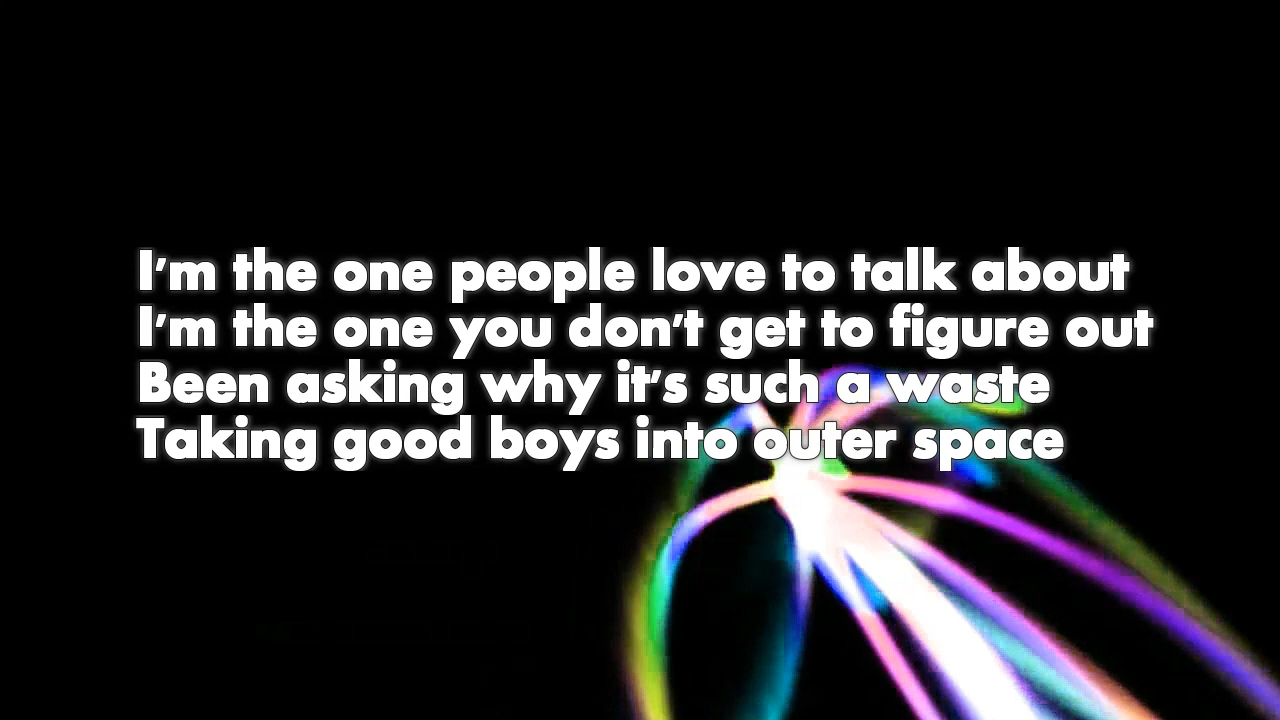 I'm the one people love to talk about
I'm the one you don't get to figure out
Been asking why it's such a waste
Taking good boys into outer space